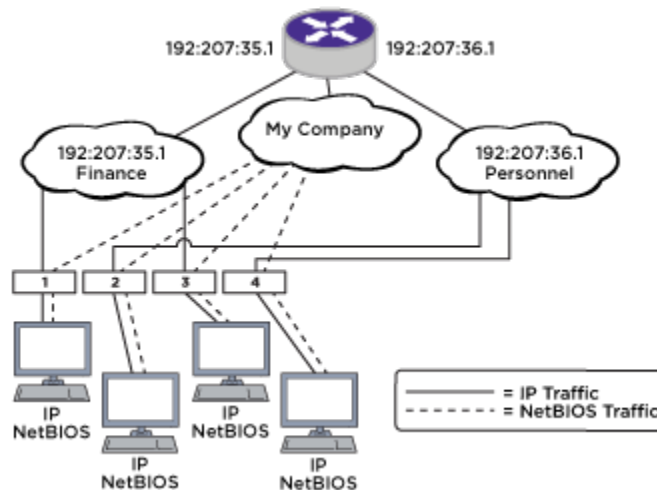 192:207:35.1
192:207:36.1
My Company
192:207:35.1
Finance
192:207:36.1
Personnel
1
2
3
4
IP
NetBIOS
IP
NetBIOS
IP
NetBIOS
IP
NetBIOS
= IP Traffic
= NetBIOS Traffic